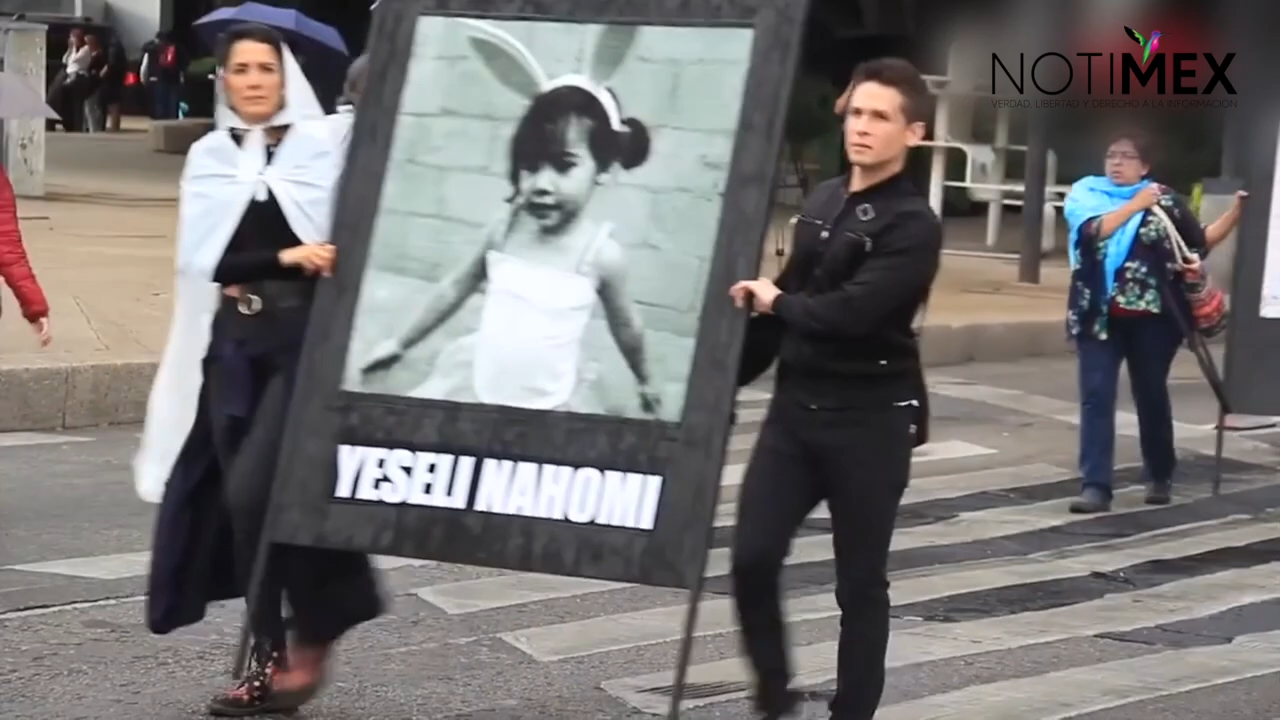 NOTIMEX
VERDAD, LIBERTAD Y DERECHO A LA INFORMACIÓN
YESELI NAHOMI